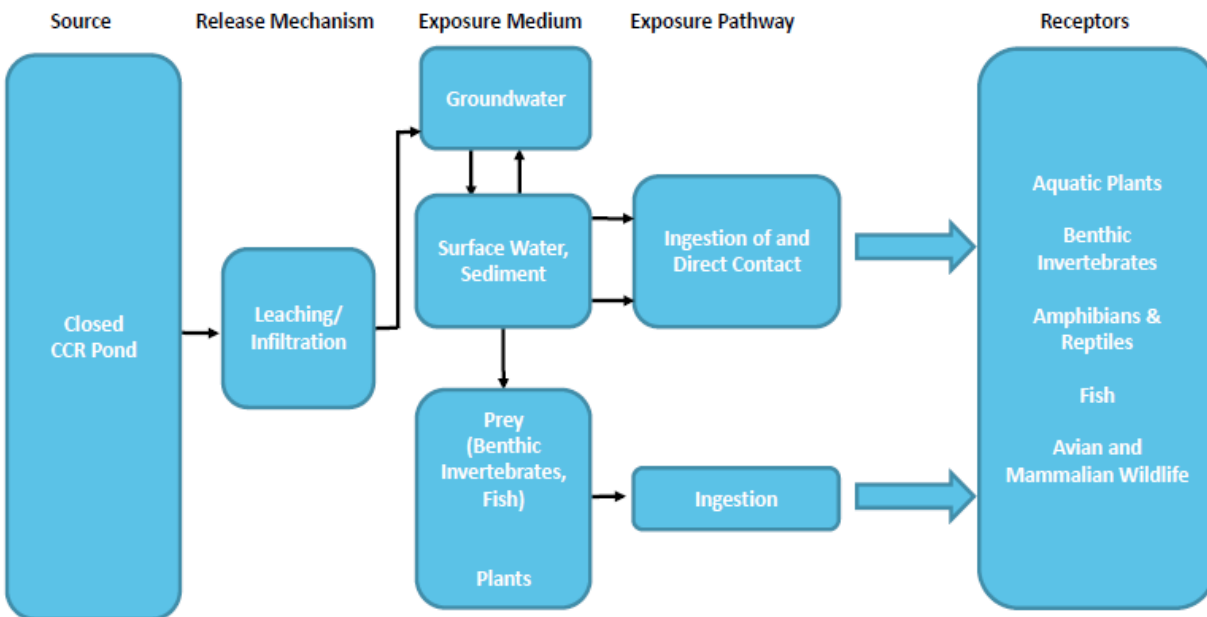 Source
Release Mechanism
Exposure Medium
Exposure Pathway
Receptors
Closed
CCR Pond
Leaching/
Infiltration
Groundwater
Surface Water,
Sediment
Prey
(Benthic
Invertebrates,
Fish)
Plants
Ingestion of and
Direct Contact
Ingestion
Aquatic Plants
Benthic
Invertebrates
Amphibians &
Reptiles
Fish
Avian and
Mammalian Wildlife